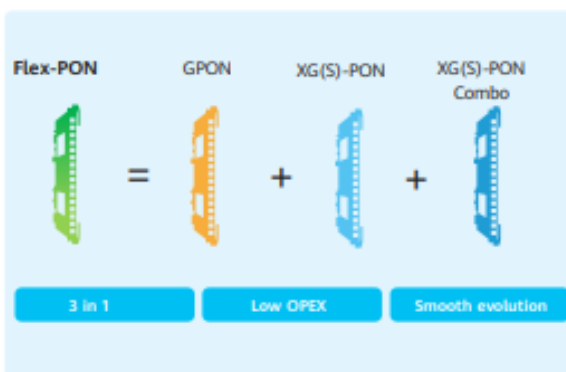 Flex-PON GPON XG(S)-PON XG(S)-PON
Combo
= + +
3 in 1 Low OPEX Smooth evolution